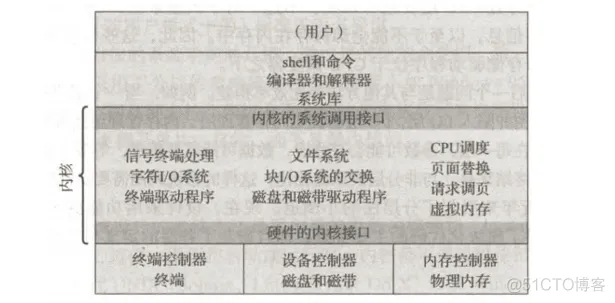 (用户)
shell和命令
编译器和解释器
系统库
内核的系统调用接口
内核
信号终端处理
字符I/O系统
终端驱动程序
文件系统
块I/O系统的交换
磁盘和磁带驱动程序
CPU调度
页面替换
请求调页
虚拟内存
硬件的内核接口
终端控制器
终端
设备控制器
磁盘和磁带
内存控制器
物理内存
@51CTO博客